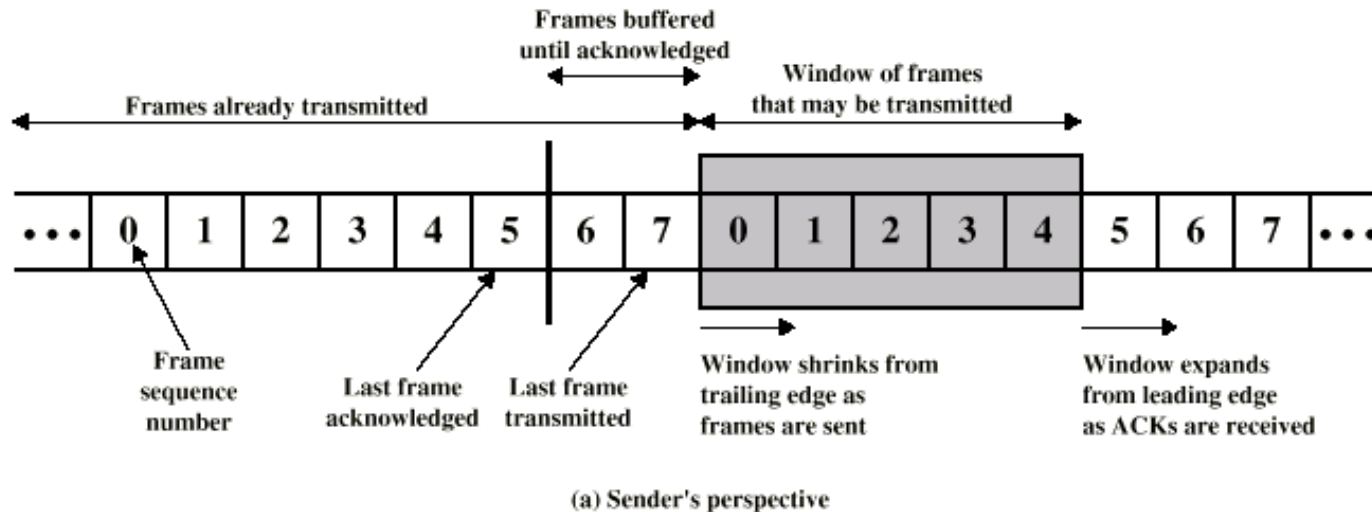 Frames buffered
until acknowledged
Window of frames
that may be transmitted
Frames already transmitted
••• 0 1 2 3 4 5 6 7 0 1 2 3 4 5 6 7 •••
Frame
sequence
number
Last frame
acknowledged
Last frame
transmitted
Window shrinks from
trailing edge as
frames are sent
Window expands
from leading edge
as ACKs are received
(a) Sender's perspective